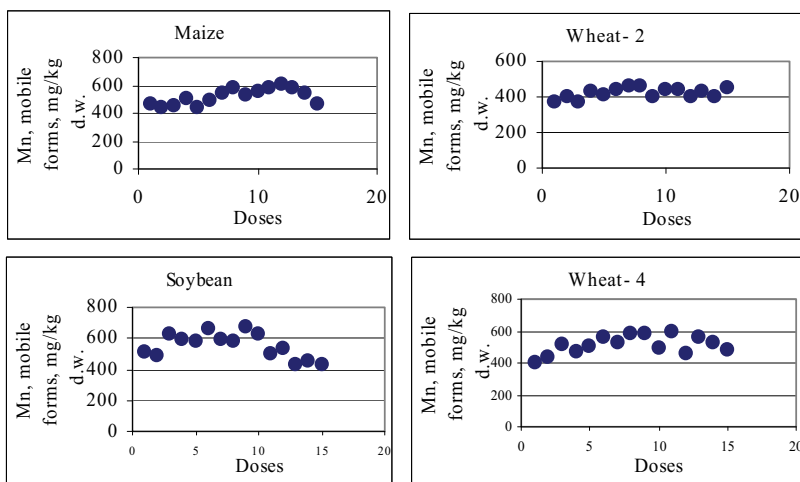 Maize
Mn, mobile
forms, mg/kg
d.w.
800
600
400
200
0
0 10 20
Doses
Wheat- 2
Mn, mobile
forms, mg/kg
d.w.
600
400
200
0
0 10 20
Doses
Soybean
Mn, mobile
forms, mg/kg
d.w.
800
600
400
200
0
0 5 10 15 20
Doses
Wheat- 4
Mn, mobile
forms, mg/kg
d.w.
800
600
400
200
0
0 5 10 15 20
Doses